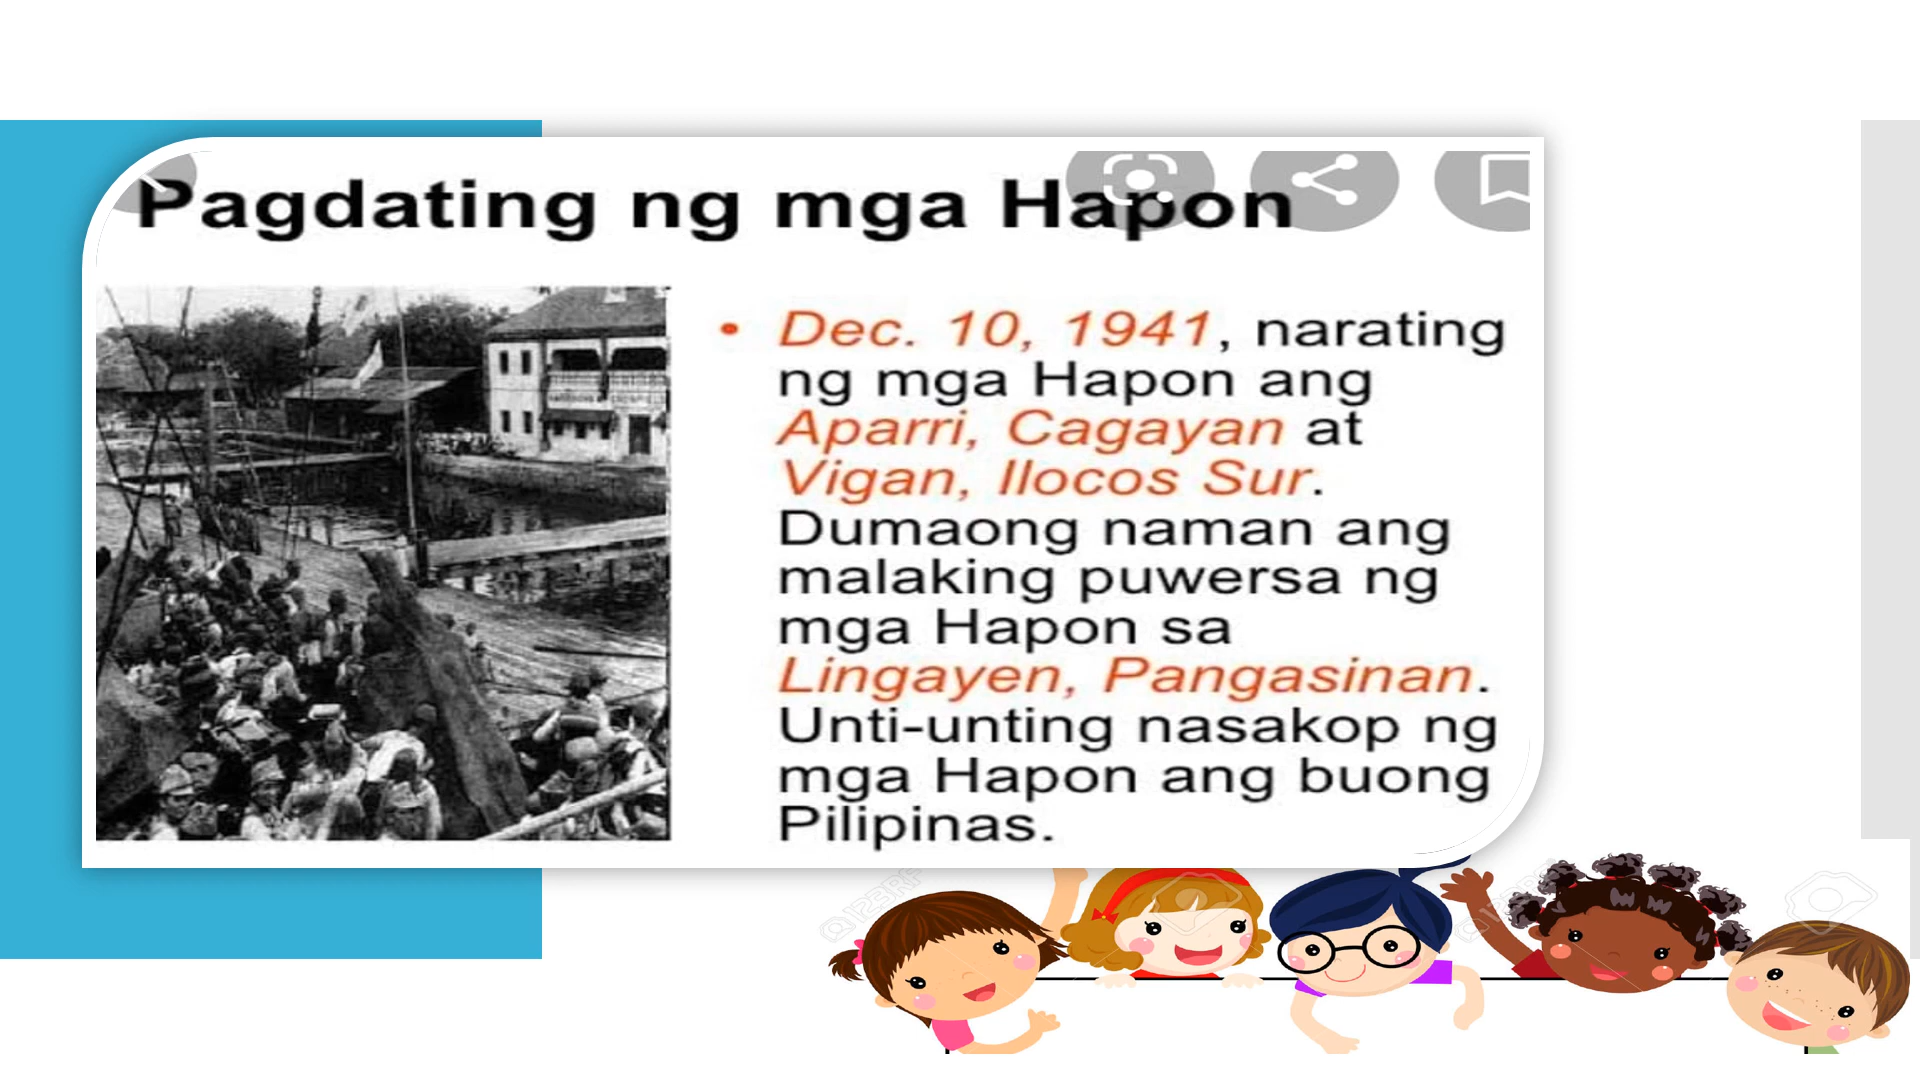 Pagdating ng mga Hapon
• Dec. 10, 1941, narating
ng mga Hapon ang
Aparri, Cagayan at
Vigan, Ilocos Sur.
Dumaong naman ang
malaking puwersa ng
mga Hapon sa
Lingayen, Pangasinan.
Unti-unting nasakop ng
mga Hapon ang buong
Pilipinas.
123RF